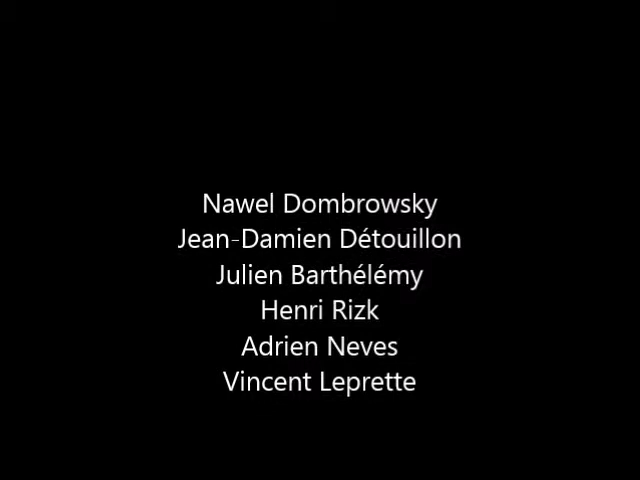 Nawel Dombrowsky
Jean-Damien Détouillon
Julien Barthélémy
Henri Rizk
Adrien Neves
Vincent Leprette